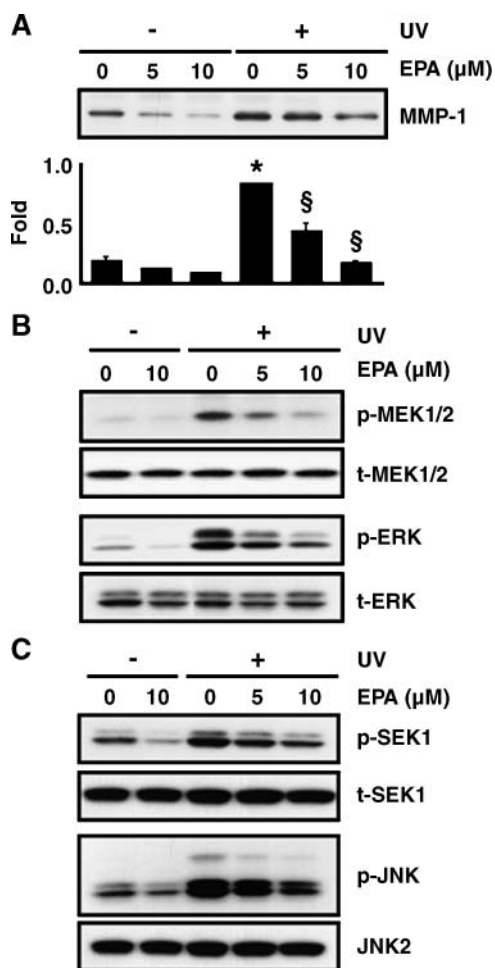 A
- + UV
0 5 10 0 5 10 EPA (µM)
MMP-1
1.0
0.5
0.0
Fold
* § §
B
- + UV
0 10 0 5 10 EPA (µM)
p-MEK1/2
t-MEK1/2
p-ERK
t-ERK
C
- + UV
0 10 0 5 10 EPA (µM)
p-SEK1
t-SEK1
p-JNK
JNK2